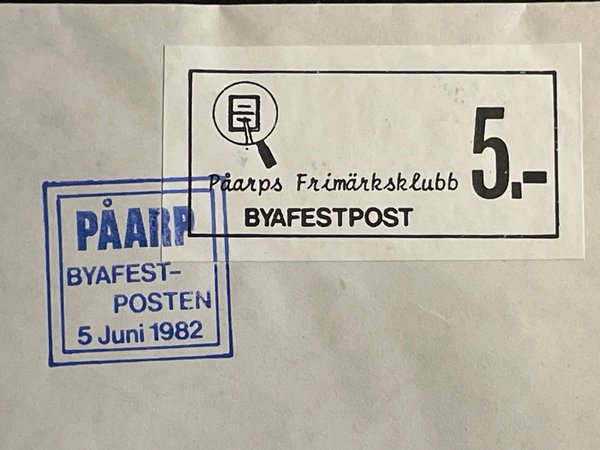 5.-
Påarps Frimärksklubb
BYAFESTPOST
PÅARP
BYAFEST-
POSTEN
5 Juni 1982